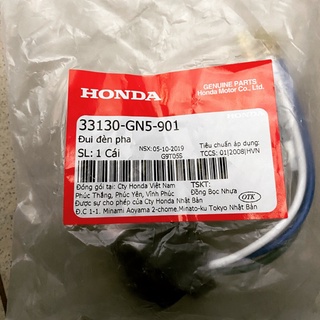 HONDA
GENUINE PARTS
Honda Motor Co., Ltd.
33130-GN5-901
Đui đèn pha
SL: 1 Cái
NSX: 05-10-2019
G9T05S
Tiêu chuẩn áp dụng:
TCCS: 01|2008|HVN
Đóng gói tại: Cty Honda Việt Nam
Phúc Thắng, Phúc Yên, Vĩnh Phúc
Được sự cho phép của Cty Honda Nhật Bản
Đ.C 1-1, Minami Aoyama 2-chome,Minato-ku Tokyo Nhật Bản
TSKT:
Đồng Bọc Nhựa
OTK